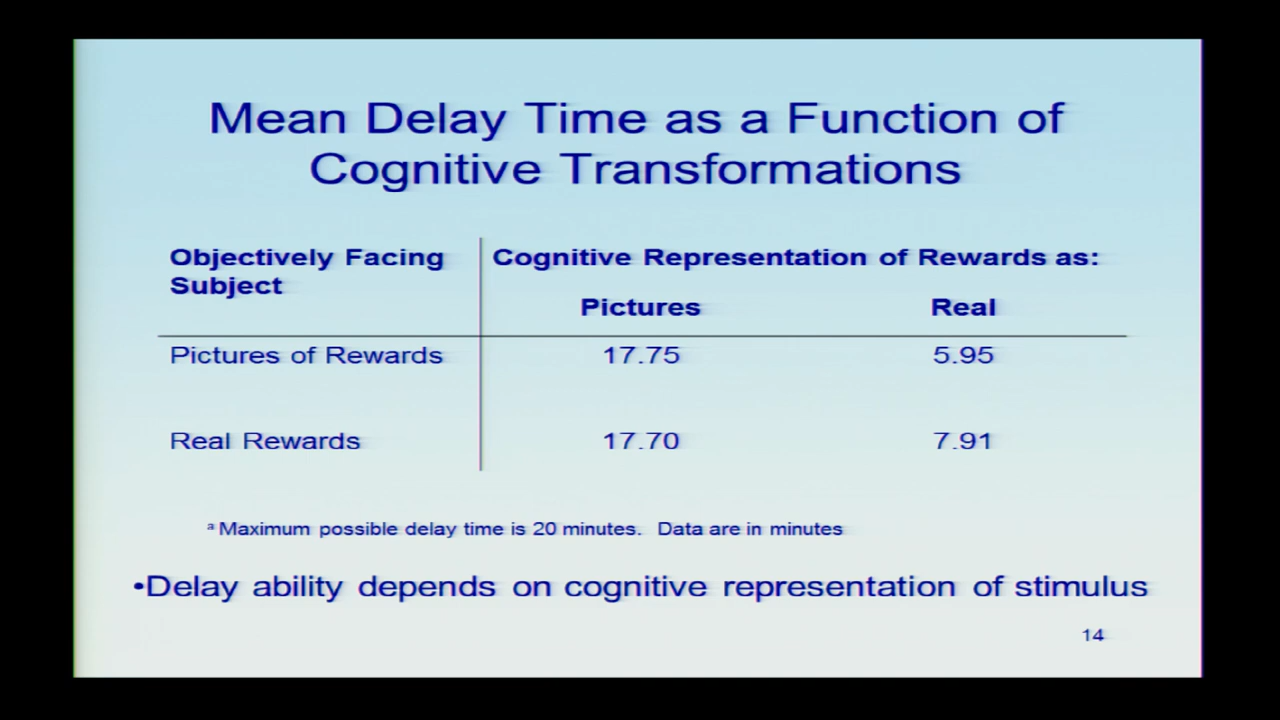 Mean Delay Time as a Function of
Cognitive Transformations
Objectively Facing
Subject
Cognitive Representation of Rewards as:
Pictures Real
Pictures of Rewards 17.75 5.95
Real Rewards 17.70 7.91
ª Maximum possible delay time is 20 minutes. Data are in minutes
•Delay ability depends on cognitive representation of stimulus
14